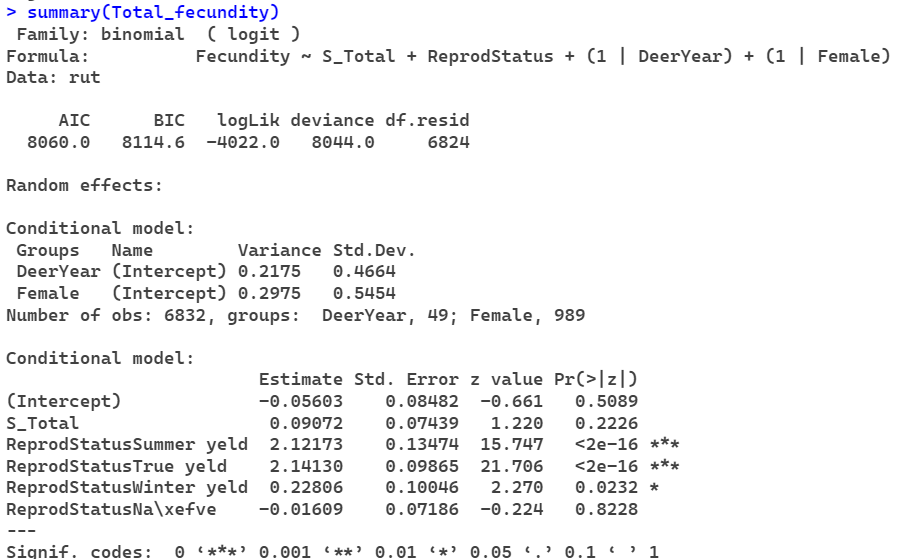 > summary(Total_fecundity)
 Family: binomial  ( logit )
Formula:          Fecundity ~ S_Total + ReprodStatus + (1 | DeerYear) + (1 | Female)
Data: rut
     AIC      BIC   logLik deviance df.resid
  8060.0   8114.6  -4022.0   8044.0     6824
Random effects:
Conditional model:
 Groups   Name        Variance Std.Dev.
 DeerYear (Intercept) 0.2175   0.4664
 Female   (Intercept) 0.2975   0.5454
Number of obs: 6832, groups:  DeerYear, 49; Female, 989
Conditional model:
                        Estimate Std. Error z value Pr(>|z|)
(Intercept)             -0.05603    0.08482  -0.661   0.5089
S_Total                  0.09072    0.07439   1.220   0.2226
ReprodStatusSummer yeld  2.12173    0.13474  15.747   <2e-16 ***
ReprodStatusTrue yeld    2.14130    0.09865  21.706   <2e-16 ***
ReprodStatusWinter yeld  0.22806    0.10046   2.270   0.0232 *
ReprodStatusNa\xefve    -0.01609    0.07186  -0.224   0.8228
---
Signif. codes:  0 ‘***’ 0.001 ‘**’ 0.01 ‘*’ 0.05 ‘.’ 0.1 ‘ ’ 1